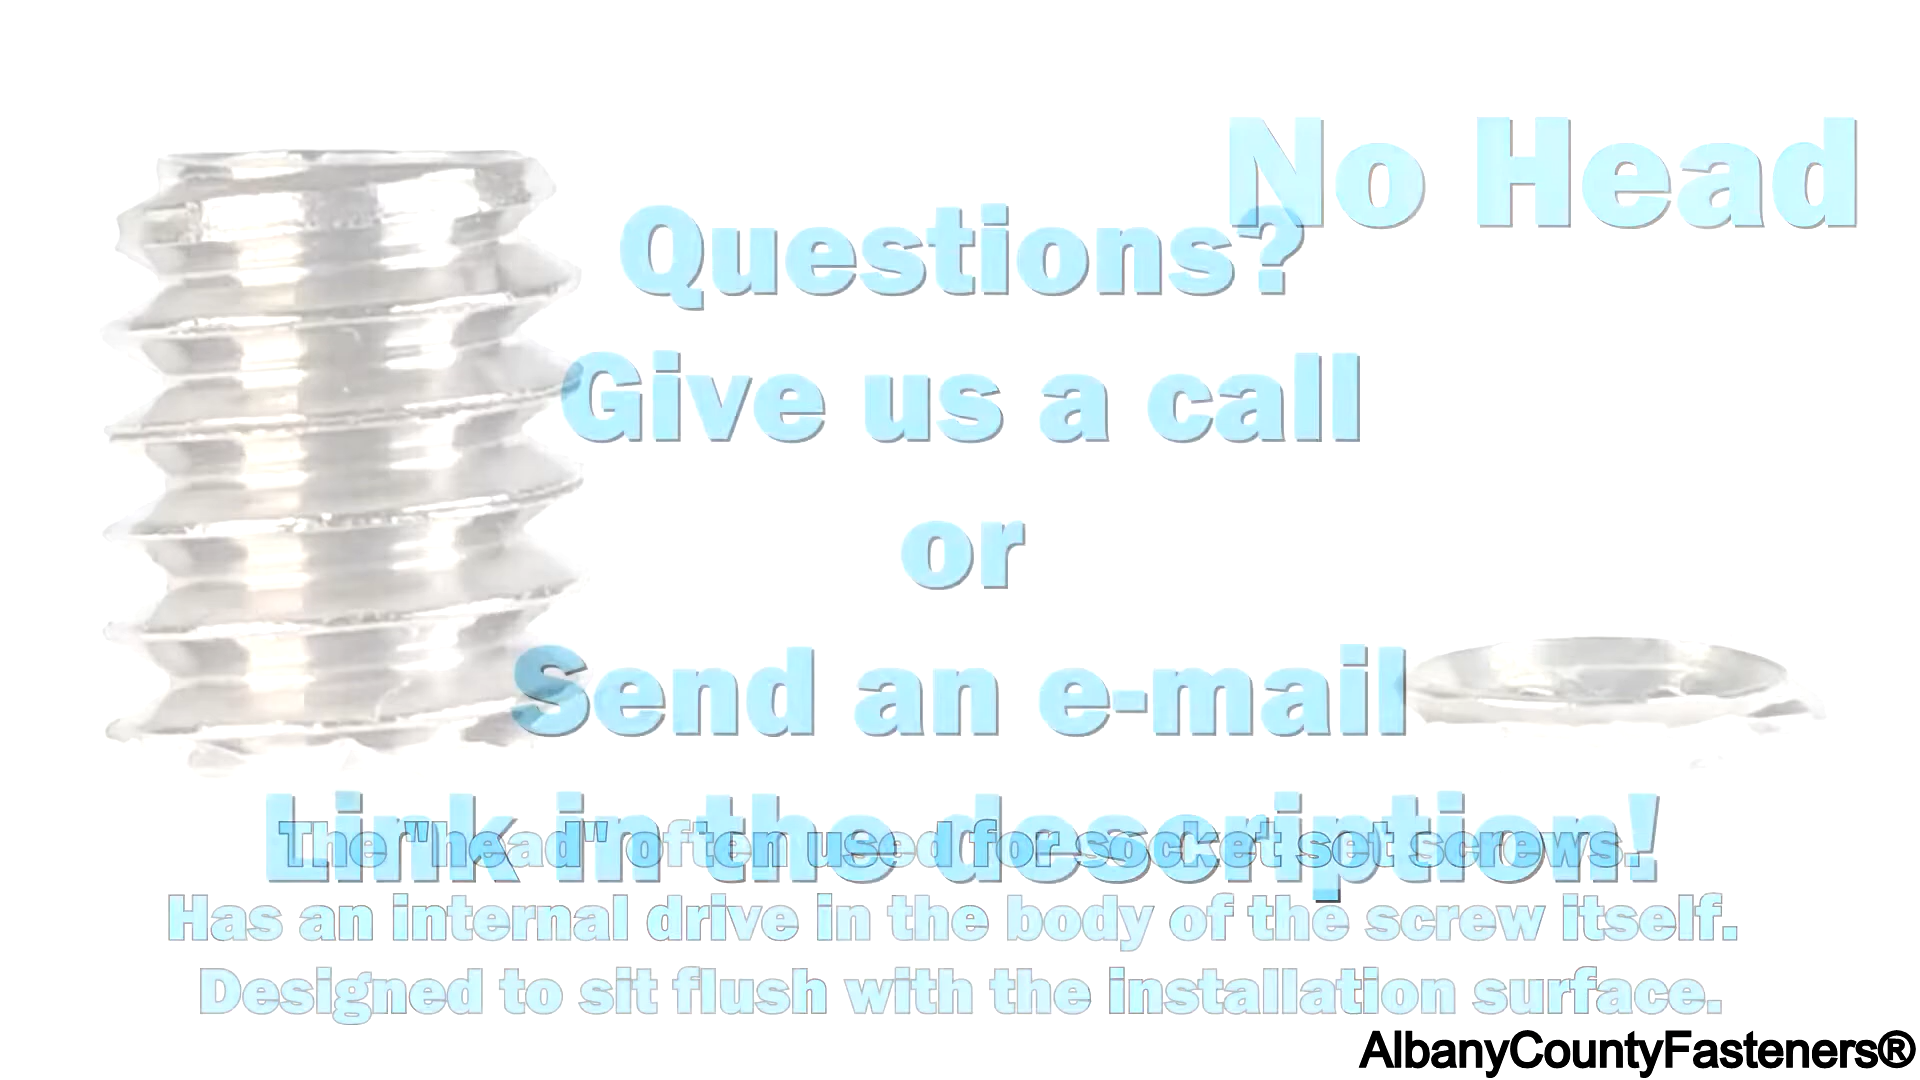 No Head
Questions?
Give us a call
or
Send an e-mail
Link in the description!
The "head" often used for socket set screws.
Has an internal drive in the body of the screw itself.
Designed to sit flush with the installation surface.
AlbanyCountyFasteners®